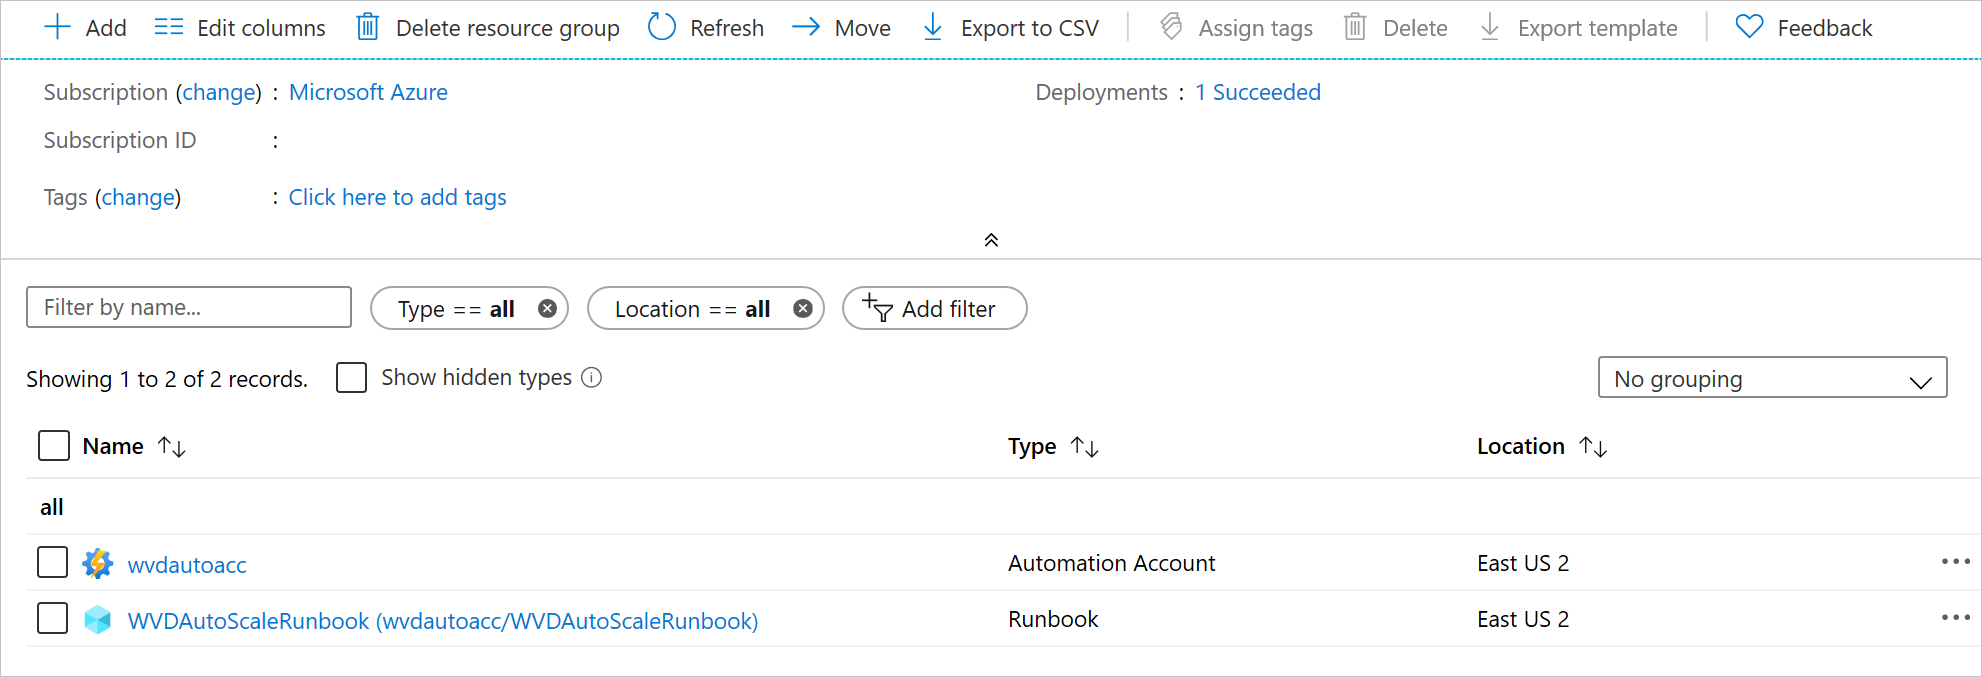 Add Edit columns Delete resource group Refresh Move Export to CSV Assign tags Delete Export template Feedback
Subscription (change) : Microsoft Azure Deployments : 1 Succeeded
Subscription ID :
Tags (change) : Click here to add tags
Filter by name... Type == all Location == all Add filter
Showing 1 to 2 of 2 records. Show hidden types No grouping
Name Type Location
all
wvdautoacc Automation Account East US 2
WVDAutoScaleRunbook (wvdautoacc/WVDAutoScaleRunbook) Runbook East US 2